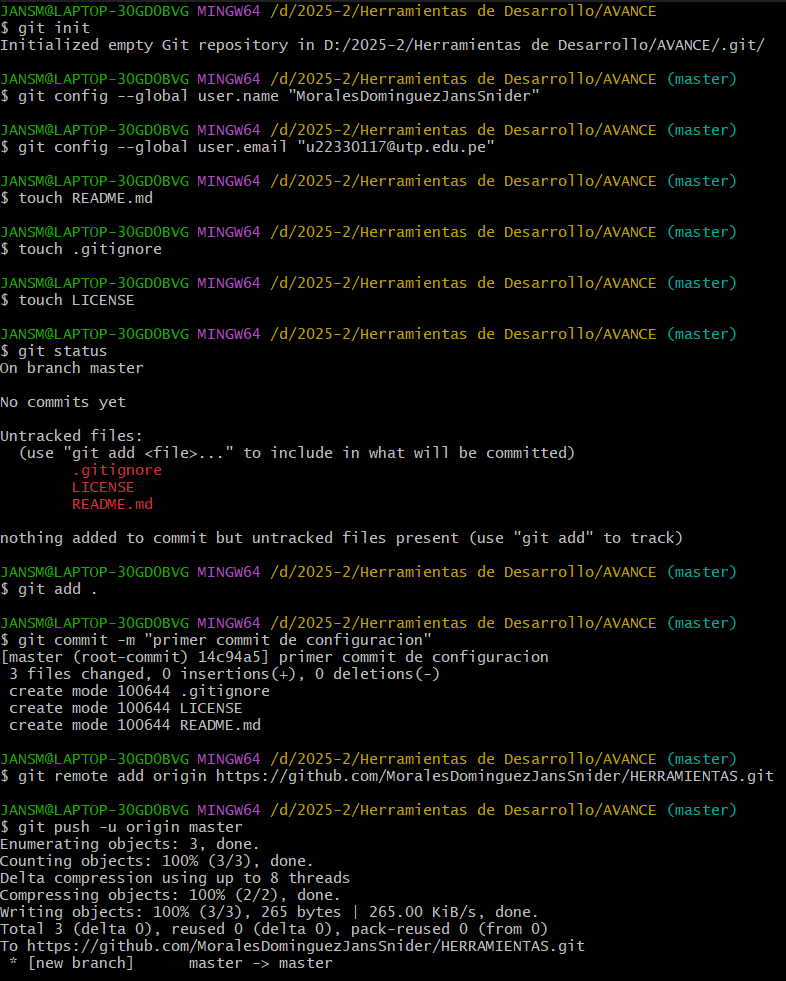 JANSM@LAPTOP-3OGD0BVG MINGW64 /d/2025-2/Herramientas de Desarrollo/AVANCE
$ git init
Initialized empty Git repository in D:/2025-2/Herramientas de Desarrollo/AVANCE/.git/
JANSM@LAPTOP-3OGD0BVG MINGW64 /d/2025-2/Herramientas de Desarrollo/AVANCE (master)
$ git config --global user.name "MoralesDominguezJansSnider"
JANSM@LAPTOP-3OGD0BVG MINGW64 /d/2025-2/Herramientas de Desarrollo/AVANCE (master)
$ git config --global user.email "u22330117@utp.edu.pe"
JANSM@LAPTOP-3OGD0BVG MINGW64 /d/2025-2/Herramientas de Desarrollo/AVANCE (master)
$ touch README.md
JANSM@LAPTOP-3OGD0BVG MINGW64 /d/2025-2/Herramientas de Desarrollo/AVANCE (master)
$ touch .gitignore
JANSM@LAPTOP-3OGD0BVG MINGW64 /d/2025-2/Herramientas de Desarrollo/AVANCE (master)
$ touch LICENSE
JANSM@LAPTOP-3OGD0BVG MINGW64 /d/2025-2/Herramientas de Desarrollo/AVANCE (master)
$ git status
On branch master
No commits yet
Untracked files:
  (use "git add <file>..." to include in what will be committed)
        .gitignore
        LICENSE
        README.md
nothing added to commit but untracked files present (use "git add" to track)
JANSM@LAPTOP-3OGD0BVG MINGW64 /d/2025-2/Herramientas de Desarrollo/AVANCE (master)
$ git add .
JANSM@LAPTOP-3OGD0BVG MINGW64 /d/2025-2/Herramientas de Desarrollo/AVANCE (master)
$ git commit -m "primer commit de configuracion"
[master (root-commit) 14c94a5] primer commit de configuracion
 3 files changed, 0 insertions(+), 0 deletions(-)
 create mode 100644 .gitignore
 create mode 100644 LICENSE
 create mode 100644 README.md
JANSM@LAPTOP-3OGD0BVG MINGW64 /d/2025-2/Herramientas de Desarrollo/AVANCE (master)
$ git remote add origin https://github.com/MoralesDominguezJansSnider/HERRAMIENTAS.git
JANSM@LAPTOP-3OGD0BVG MINGW64 /d/2025-2/Herramientas de Desarrollo/AVANCE (master)
$ git push -u origin master
Enumerating objects: 3, done.
Counting objects: 100% (3/3), done.
Delta compression using up to 8 threads
Compressing objects: 100% (2/2), done.
Writing objects: 100% (3/3), 265 bytes | 265.00 KiB/s, done.
Total 3 (delta 0), reused 0 (delta 0), pack-reused 0 (from 0)
To https://github.com/MoralesDominguezJansSnider/HERRAMIENTAS.git
 * [new branch]      master -> master